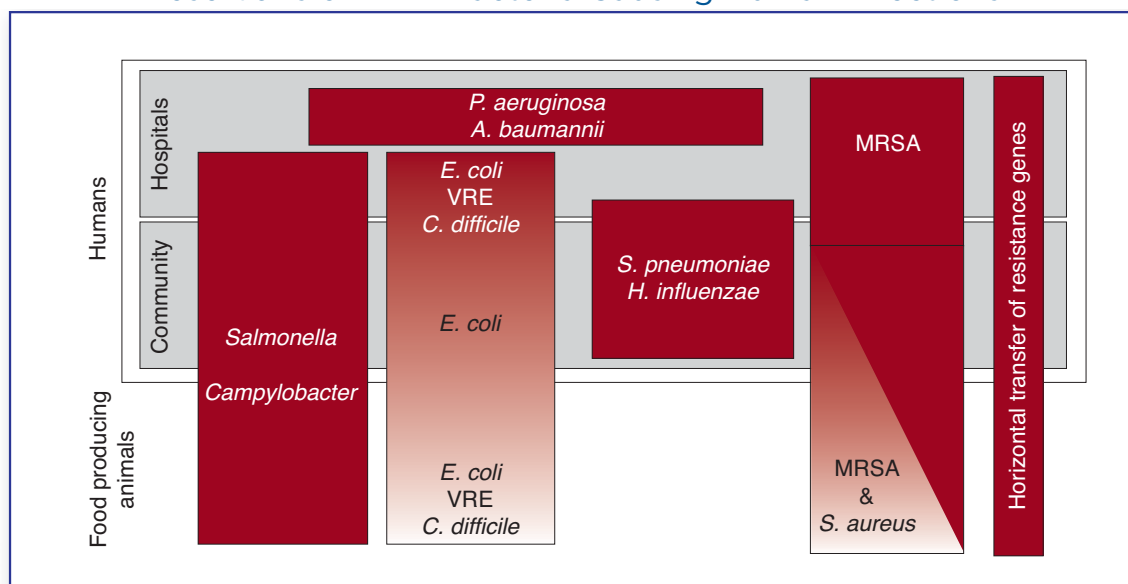 Hospitals
Humans
Community
Food producing
animals
P. aeruginosa
A. baumannii
E. coli
VRE
C. difficile
E. coli
E. coli
VRE
C. difficile
Salmonella
Campylobacter
S. pneumoniae
H. influenzae
MRSA
MRSA
&
S. aureus
Horizontal transfer of resistance genes